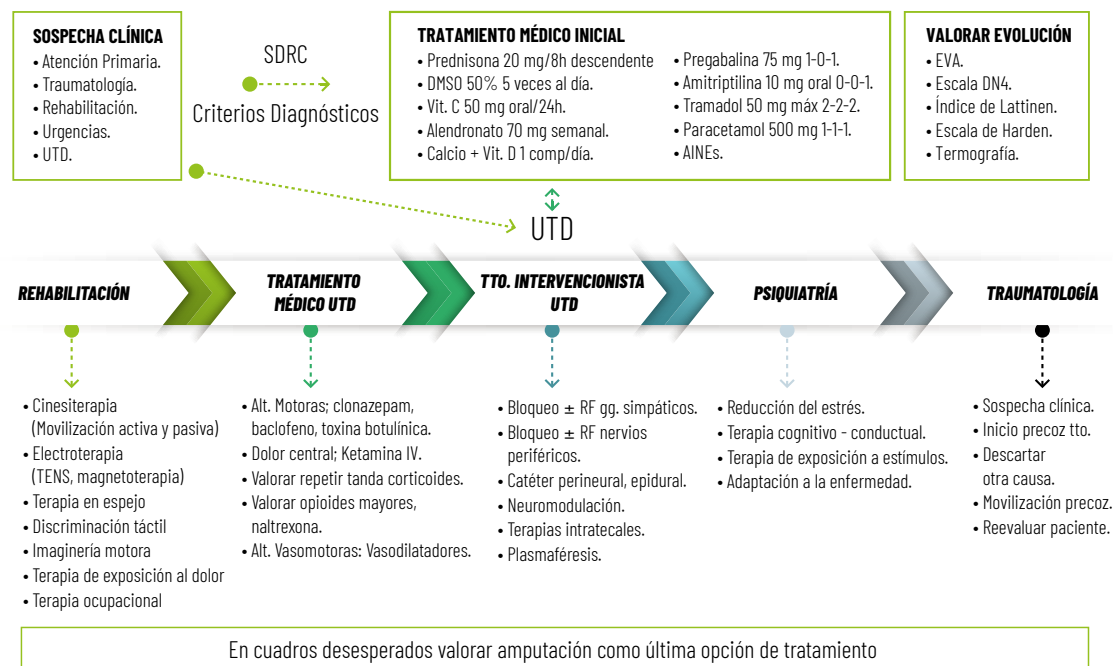 SOSPECHA CLÍNICA
• Atención Primaria.
• Traumatología.
• Rehabilitación.
• Urgencias.
• UTD.
SDRC
Criterios Diagnósticos
TRATAMIENTO MÉDICO INICIAL
• Prednisona 20 mg/8h descendente
• DMSO 50% 5 veces al día.
• Vit. C 50 mg oral/24h.
• Alendronato 70 mg semanal.
• Calcio + Vit. D 1 comp/día.
• Pregabalina 75 mg 1-0-1.
• Amitriptilina 10 mg oral 0-0-1.
• Tramadol 50 mg máx 2-2-2.
• Paracetamol 500 mg 1-1-1.
• AINEs.
VALORAR EVOLUCIÓN
• EVA.
• Escala DN4.
• Índice de Lattinen.
• Escala de Harden.
• Termografía.
UTD
REHABILITACIÓN
TRATAMIENTO
MÉDICO UTD
TTO. INTERVENCIONISTA
UTD
PSIQUIATRÍA
TRAUMATOLOGÍA
• Cinesiterapia
(Movilización activa y pasiva)
• Electroterapia
(TENS, magnetoterapia)
• Terapia en espejo
• Discriminación táctil
• Imaginería motora
• Terapia de exposición al dolor
• Terapia ocupacional
• Alt. Motoras; clonazepam,
baclofeno, toxina botulínica.
• Dolor central; Ketamina IV.
• Valorar repetir tanda corticoides.
• Valorar opioides mayores,
naltrexona.
• Alt. Vasomotoras: Vasodilatadores.
• Bloqueo ± RF gg. simpáticos.
• Bloqueo ± RF nervios
periféricos.
• Catéter perineural, epidural.
• Neuromodulación.
• Terapias intratecales.
• Plasmaféresis.
• Reducción del estrés.
• Terapia cognitivo - conductual.
• Terapia de exposición a estímulos.
• Adaptación a la enfermedad.
• Sospecha clínica.
• Inicio precoz tto.
• Descartar
otra causa.
• Movilización precoz.
• Reevaluar paciente.
En cuadros desesperados valorar amputación como última opción de tratamiento